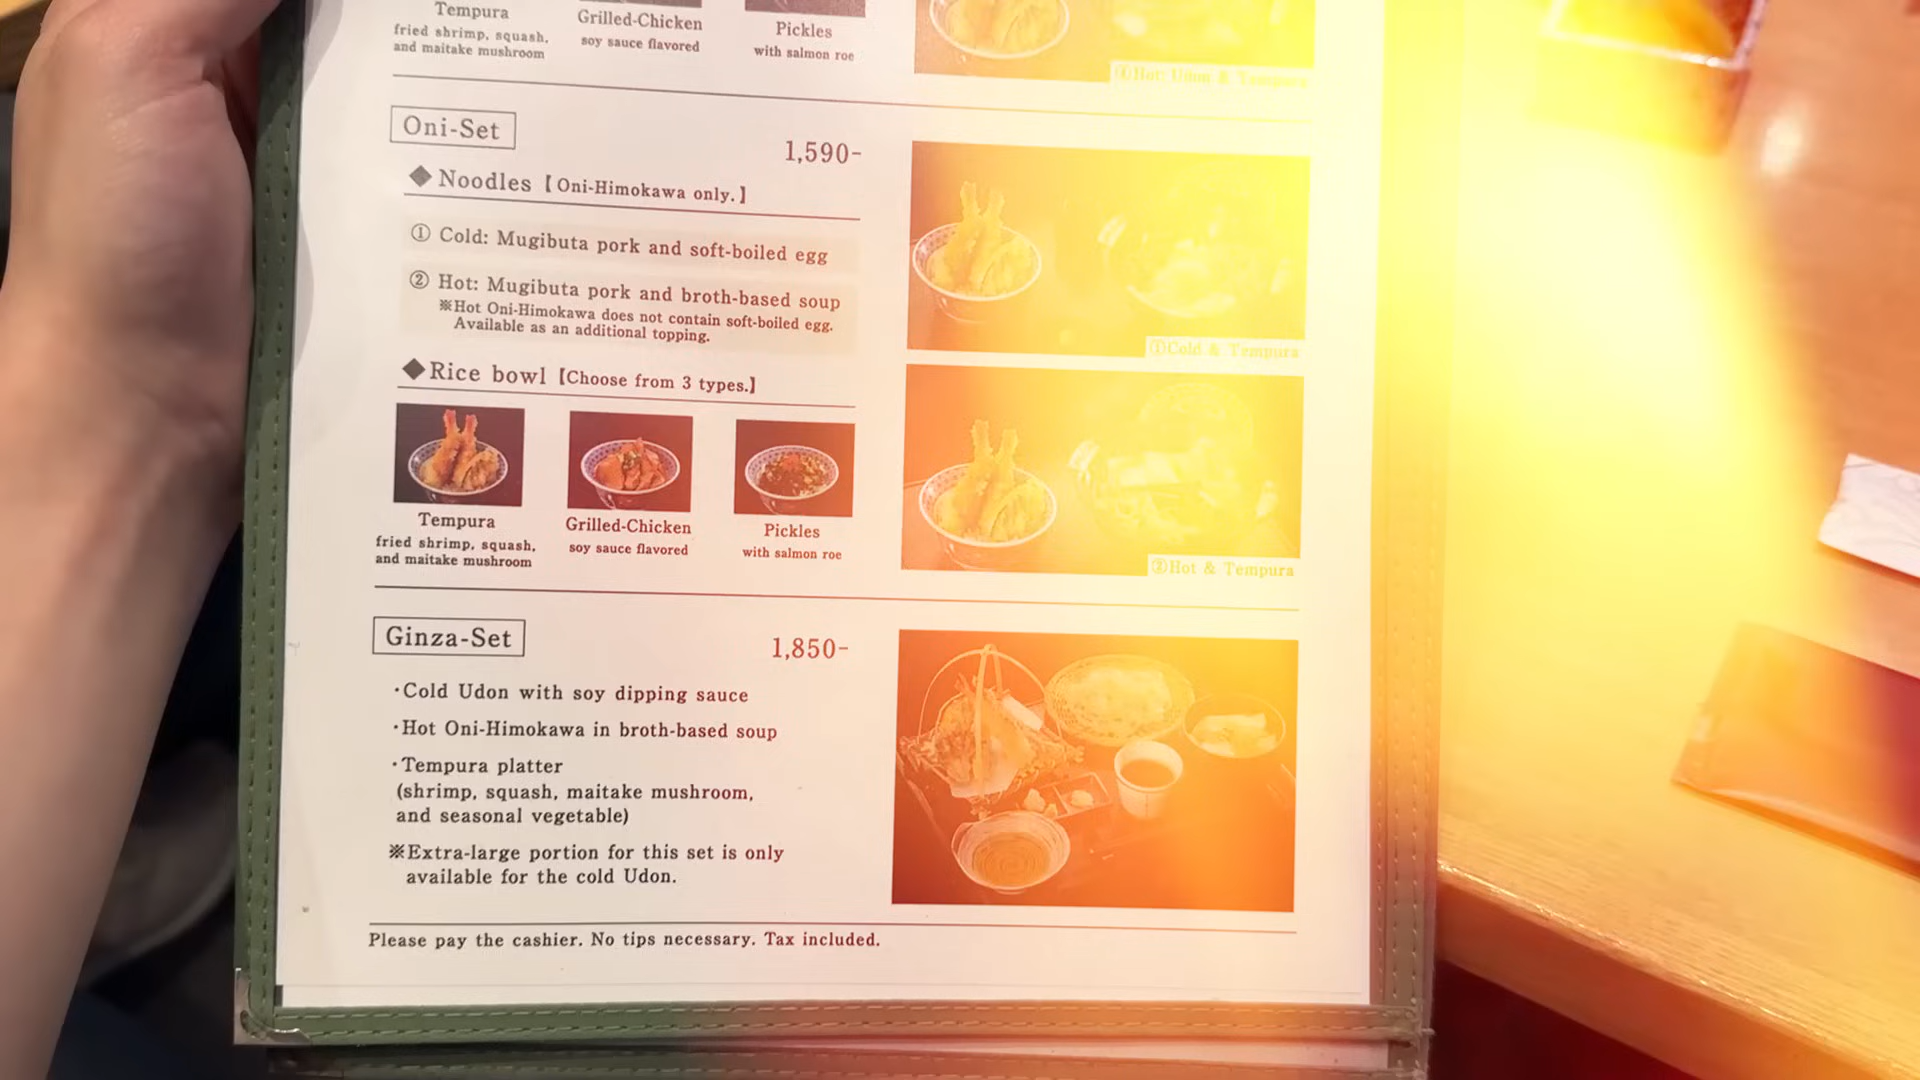 Tempura
fried shrimp, squash,
and maitake mushroom
Grilled-Chicken
soy sauce flavored
Pickles
with salmon roe
①Hot: Udon & Tempura
Oni-Set
1,590-
◆Noodles【Oni-Himokawa only.】
① Cold: Mugibuta pork and soft-boiled egg
② Hot: Mugibuta pork and broth-based soup
※Hot Oni-Himokawa does not contain soft-boiled egg.
Available as an additional topping.
①Cold & Tempura
◆Rice bowl【Choose from 3 types.】
Tempura
fried shrimp, squash,
and maitake mushroom
Grilled-Chicken
soy sauce flavored
Pickles
with salmon roe
②Hot & Tempura
Ginza-Set
1,850-
・Cold Udon with soy dipping sauce
・Hot Oni-Himokawa in broth-based soup
・Tempura platter
(shrimp, squash, maitake mushroom,
and seasonal vegetable)
※Extra-large portion for this set is only
available for the cold Udon.
Please pay the cashier. No tips necessary. Tax included.